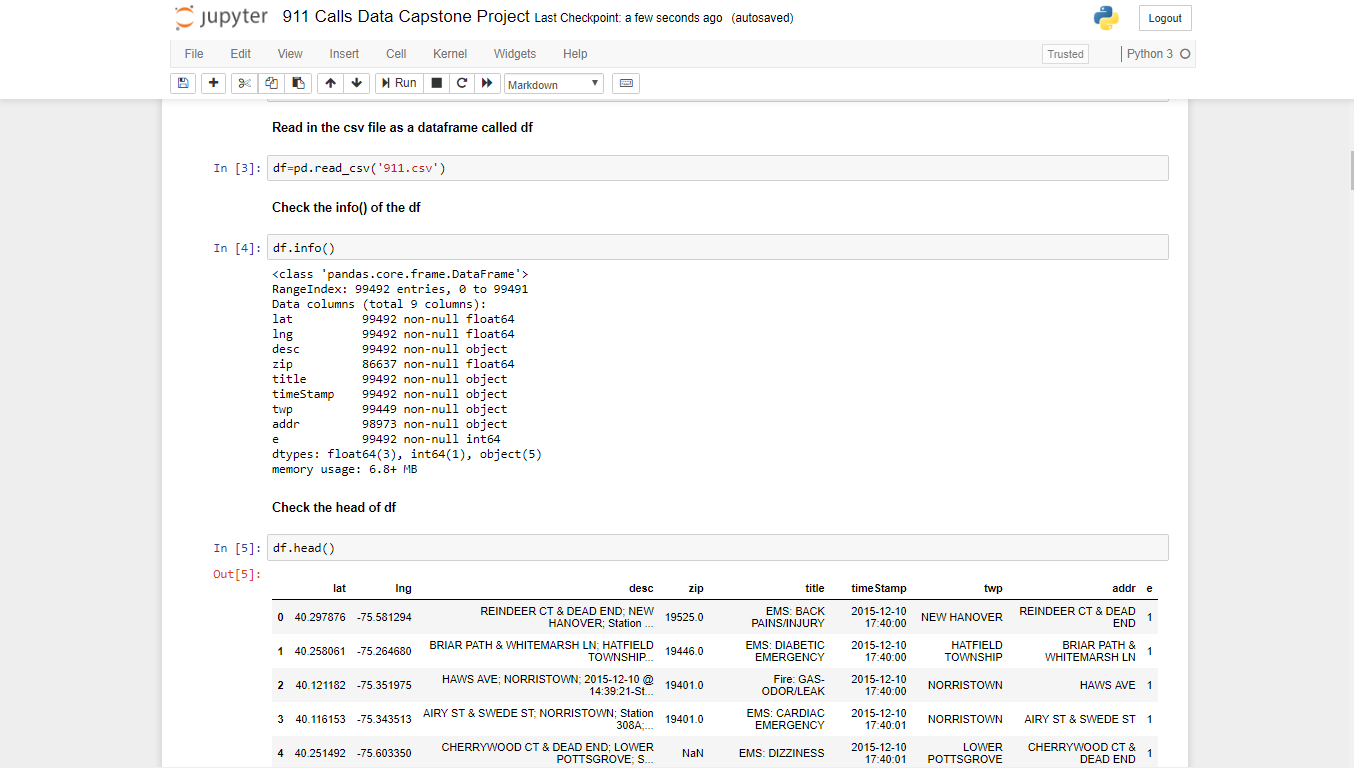 jupyter 911 Calls Data Capstone Project Last Checkpoint: a few seconds ago (autosaved) Logout
File Edit View Insert Cell Kernel Widgets Help Trusted Python 3
Run Markdown
Read in the csv file as a dataframe called df
In [3]: df=pd.read_csv('911.csv')
Check the info() of the df
In [4]: df.info()
<class 'pandas.core.frame.DataFrame'>
RangeIndex: 99492 entries, 0 to 99491
Data columns (total 9 columns):
lat 99492 non-null float64
lng 99492 non-null float64
desc 99492 non-null object
zip 86637 non-null float64
title 99492 non-null object
timeStamp 99492 non-null object
twp 99449 non-null object
addr 98973 non-null object
e 99492 non-null int64
dtypes: float64(3), int64(1), object(5)
memory usage: 6.8+ MB
Check the head of df
In [5]: df.head()
Out[5]:
lat lng desc zip title timeStamp twp addr e
0 40.297876 -75.581294 REINDEER CT & DEAD END; NEW HANOVER; Station ... 19525.0 EMS: BACK PAINS/INJURY 2015-12-10 17:40:00 NEW HANOVER REINDEER CT & DEAD END 1
1 40.258061 -75.264680 BRIAR PATH & WHITEMARSH LN; HATFIELD TOWNSHIP... 19446.0 EMS: DIABETIC EMERGENCY 2015-12-10 17:40:00 HATFIELD TOWNSHIP BRIAR PATH & WHITEMARSH LN 1
2 40.121182 -75.351975 HAWS AVE; NORRISTOWN; 2015-12-10 @ 14:39:21-St... 19401.0 Fire: GAS-ODOR/LEAK 2015-12-10 17:40:00 NORRISTOWN HAWS AVE 1
3 40.116153 -75.343513 AIRY ST & SWEDE ST; NORRISTOWN; Station 308A;... 19401.0 EMS: CARDIAC EMERGENCY 2015-12-10 17:40:01 NORRISTOWN AIRY ST & SWEDE ST 1
4 40.251492 -75.603350 CHERRYWOOD CT & DEAD END; LOWER POTTSGROVE; S... NaN EMS: DIZZINESS 2015-12-10 17:40:01 LOWER POTTSGROVE CHERRYWOOD CT & DEAD END 1